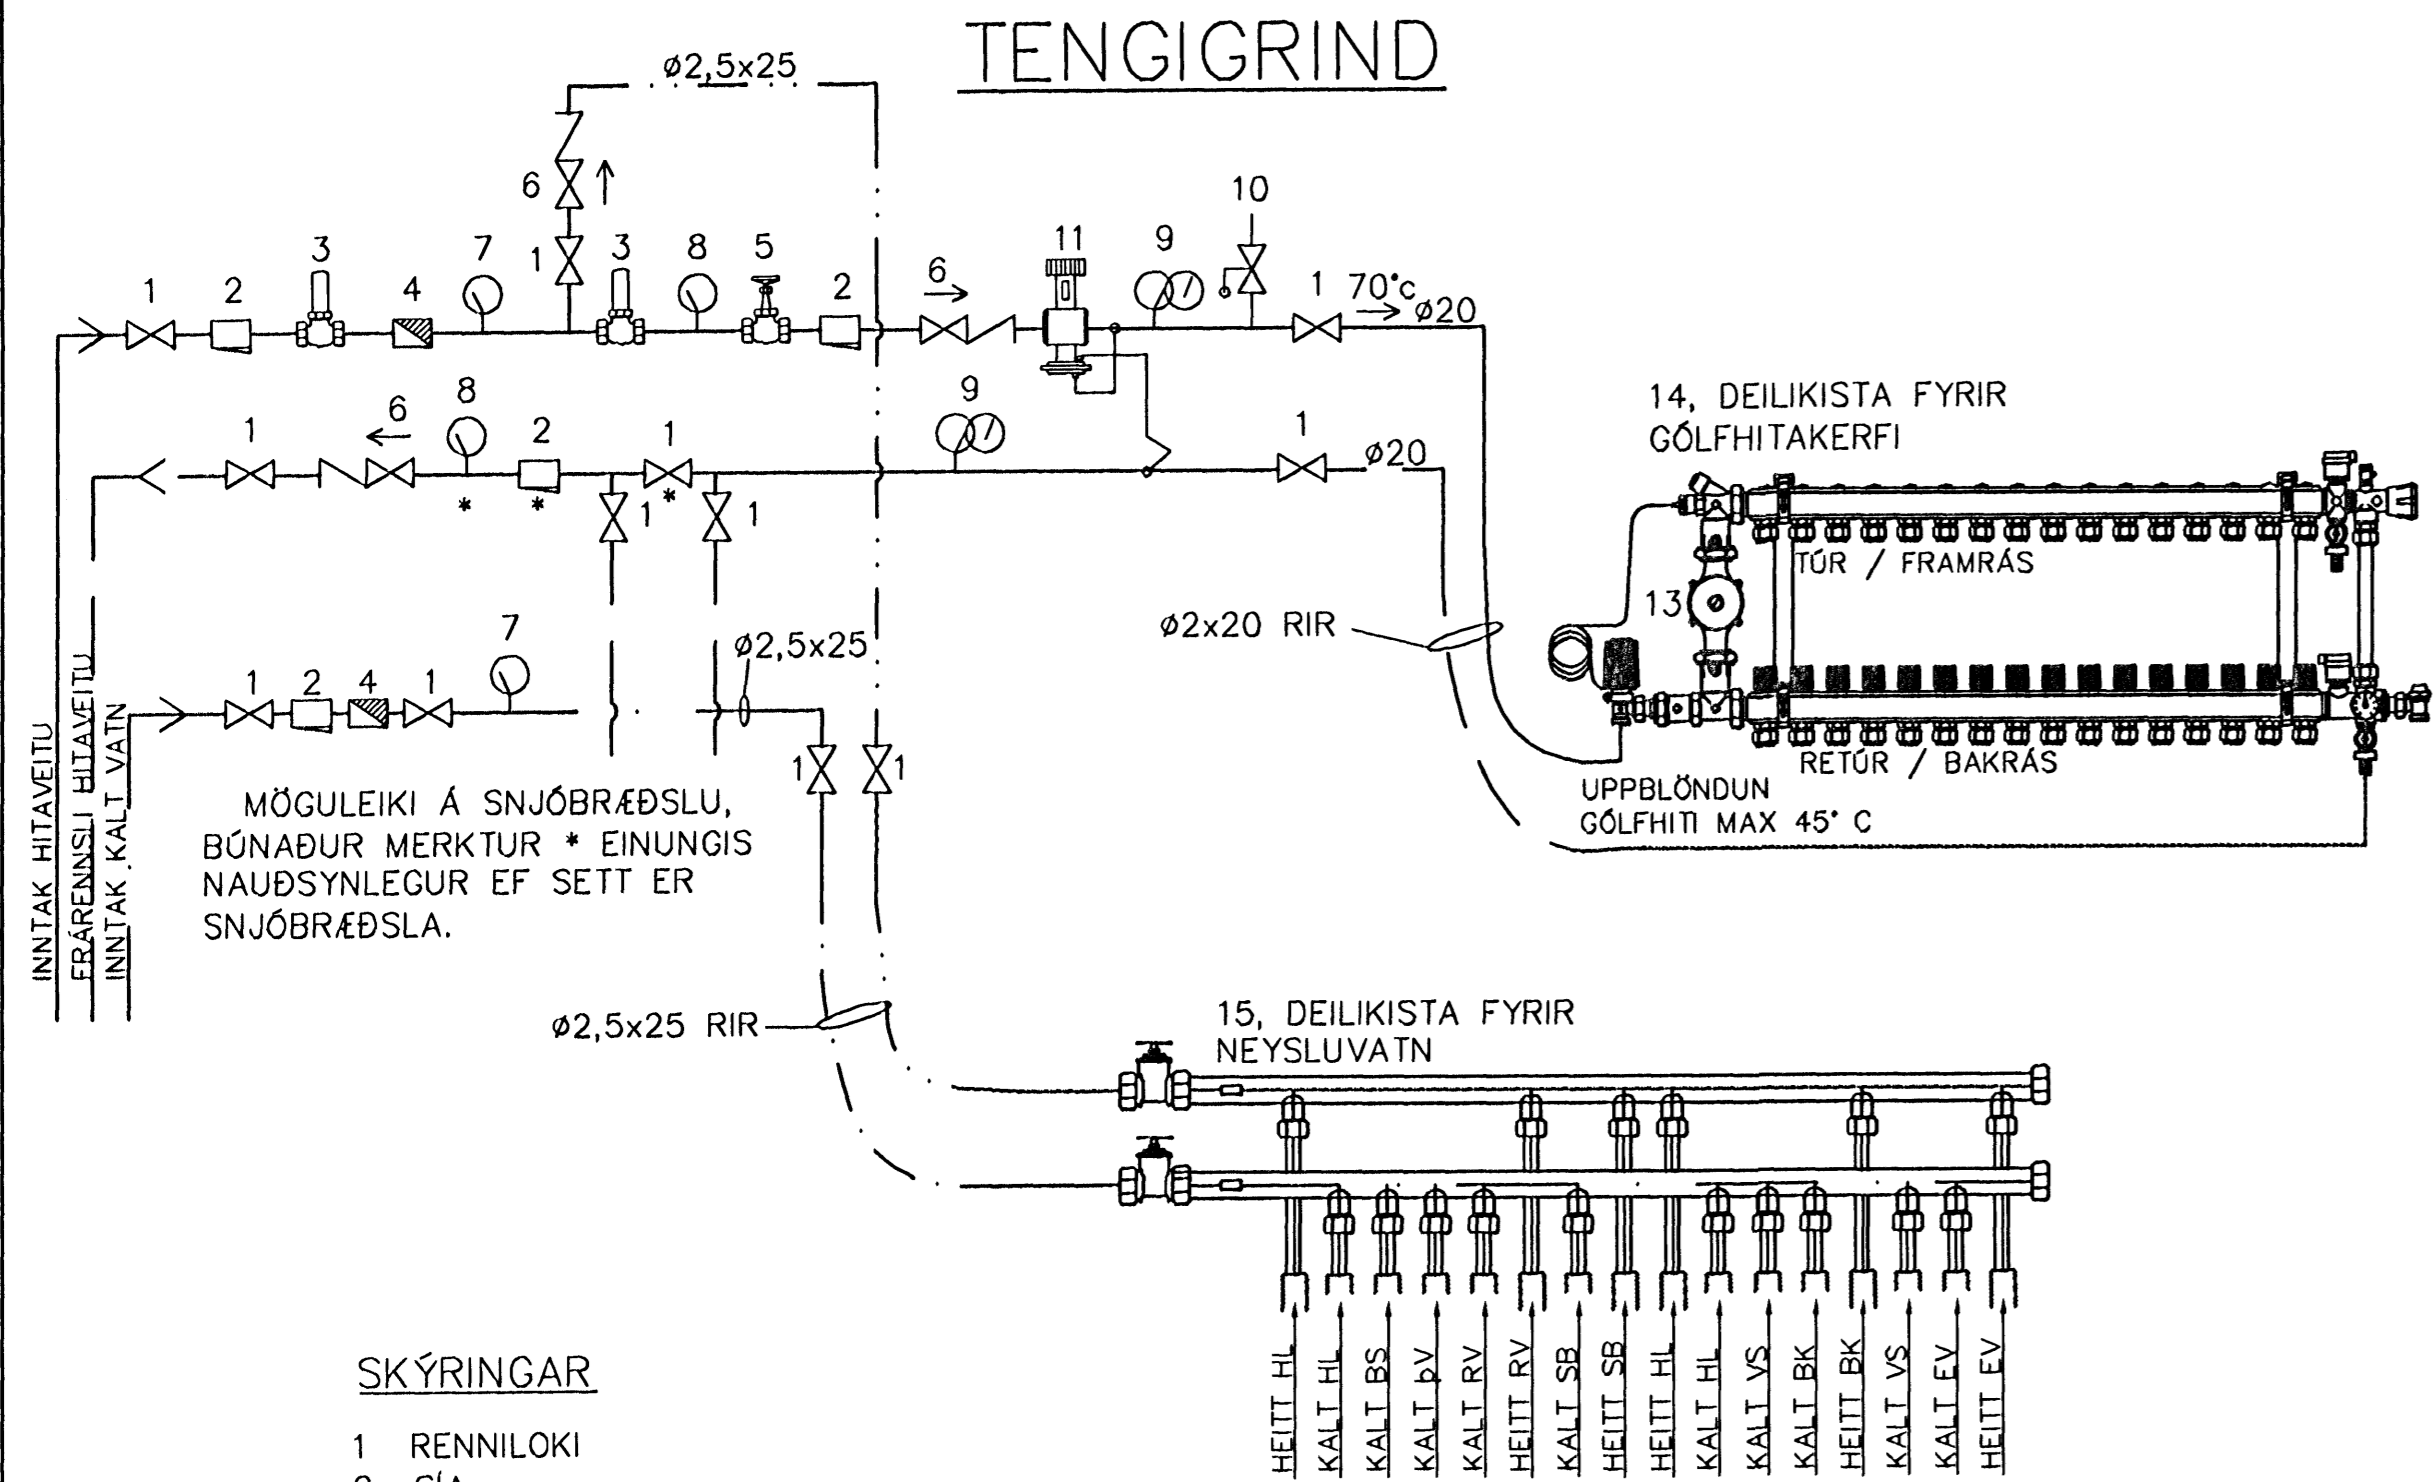 TENGIGRIND
ø2,5x25
6
10
1
3
7
1
3
8
5
11
9
1
2
4
2
6
1
70°c
ø20
1
6
8
2
1
9
1
ø20
*
*
*
1
1
14, DEILIKISTA FYRIR
GÓLFHITAKERFI
TÚR / FRAMRÁS
13
RETÚR / BAKRÁS
UPPBLÖNDUN
GÓLFHITI MAX 45° C
ø2x20 RIR
7
ø2,5x25
1
2
4
1
1
1
INNTAK HITAVEITU
FRÁRENNSLI HITAVEITU
INNTAK KALT VATN
MÖGULEIKI Á SNJÓBRÆÐSLU,
BÚNAÐUR MERKTUR * EINUNGIS
NAUÐSYNLEGUR EF SETT ER
SNJÓBRÆÐSLA.
ø2,5x25 RIR
15, DEILIKISTA FYRIR
NEYSLUVATN
HEITT HL
KALT HL
KALT BS
KALT þV
KALT RV
HEITT RV
KALT SB
HEITT SB
HEITT HL
KALT HL
KALT VS
KALT BK
HEITT BK
KALT VS
KALT EV
HEITT EV
SKÝRINGAR
1 RENNILOKI
2 SÍA